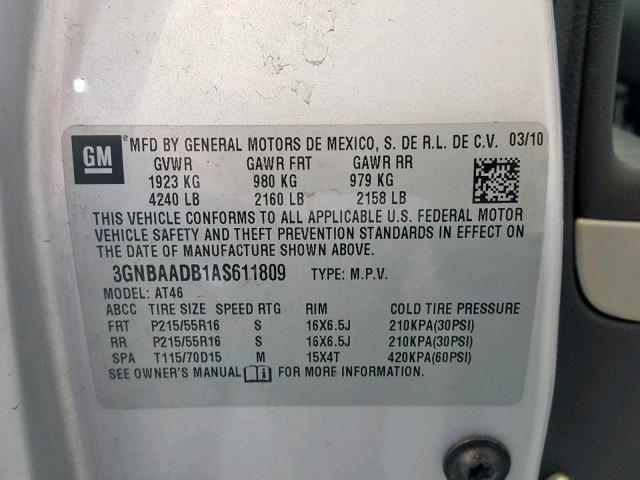 GM ® MFD BY GENERAL MOTORS DE MEXICO, S. DE R.L. DE C.V. 03/10
GVWR GAWR FRT GAWR RR
1923 KG 980 KG 979 KG
4240 LB 2160 LB 2158 LB
THIS VEHICLE CONFORMS TO ALL APPLICABLE U.S. FEDERAL MOTOR
VEHICLE SAFETY AND THEFT PREVENTION STANDARDS IN EFFECT ON
THE DATE OF MANUFACTURE SHOWN ABOVE.
3GNBAADB1AS611809 TYPE: M.P.V.
MODEL: AT46
ABCC TIRE SIZE SPEED RTG RIM COLD TIRE PRESSURE
FRT P215/55R16 S 16X6.5J 210KPA(30PSI)
RR P215/55R16 S 16X6.5J 210KPA(30PSI)
SPA T115/70D15 M 15X4T 420KPA(60PSI)
SEE OWNER'S MANUAL FOR MORE INFORMATION.